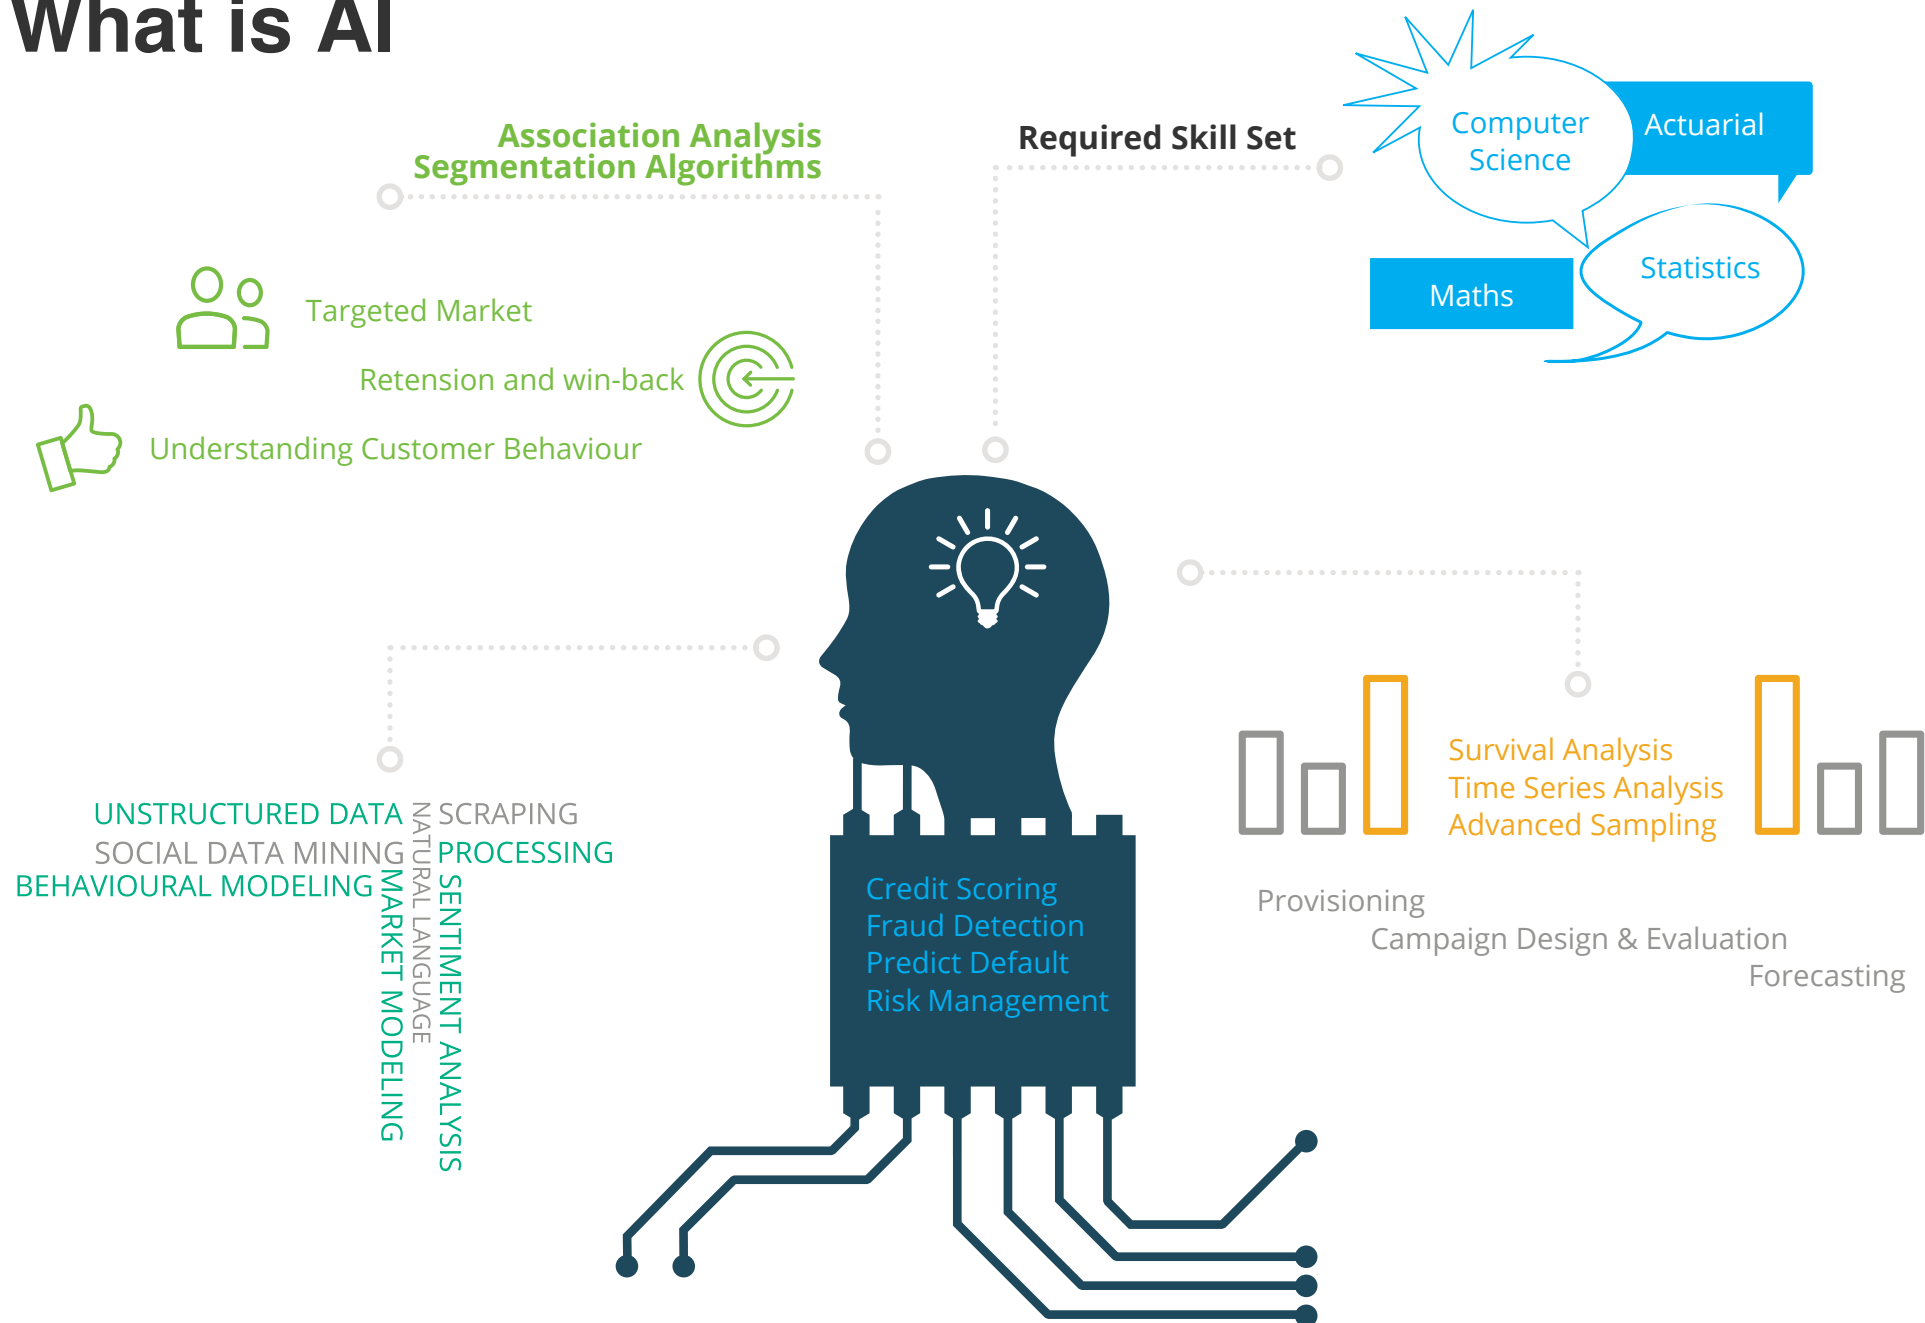 What is AI
Association Analysis
Segmentation Algorithms
Required Skill Set
Computer
Science
Actuarial
Statistics
Maths
Targeted Market
Retension and win-back
Understanding Customer Behaviour
UNSTRUCTURED DATA
SOCIAL DATA MINING
BEHAVIOURAL MODELING
MARKET MODELING
NATURAL LANGUAGE
SCRAPING
PROCESSING
SENTIMENT ANALYSIS
Credit Scoring
Fraud Detection
Predict Default
Risk Management
Survival Analysis
Time Series Analysis
Advanced Sampling
Provisioning
Campaign Design & Evaluation
Forecasting